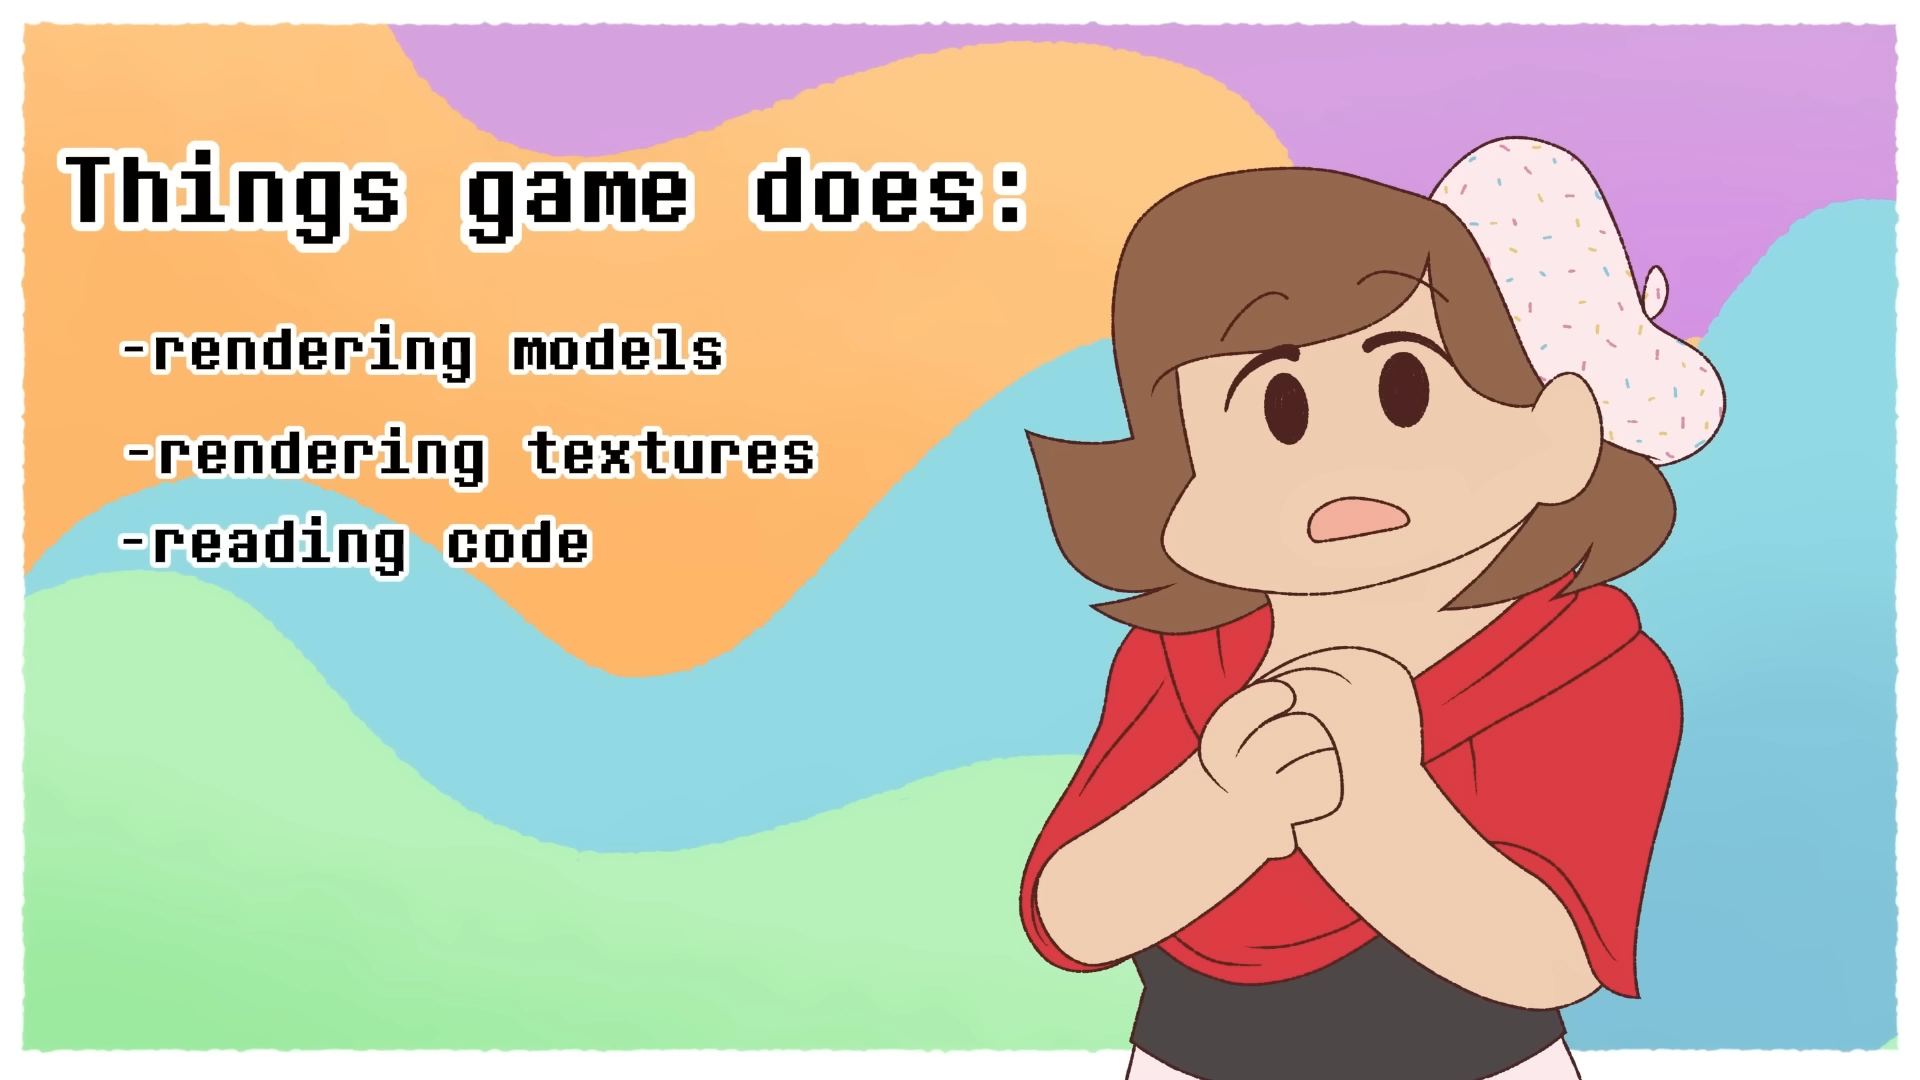 Things game does:
-rendering models
-rendering textures
-reading code